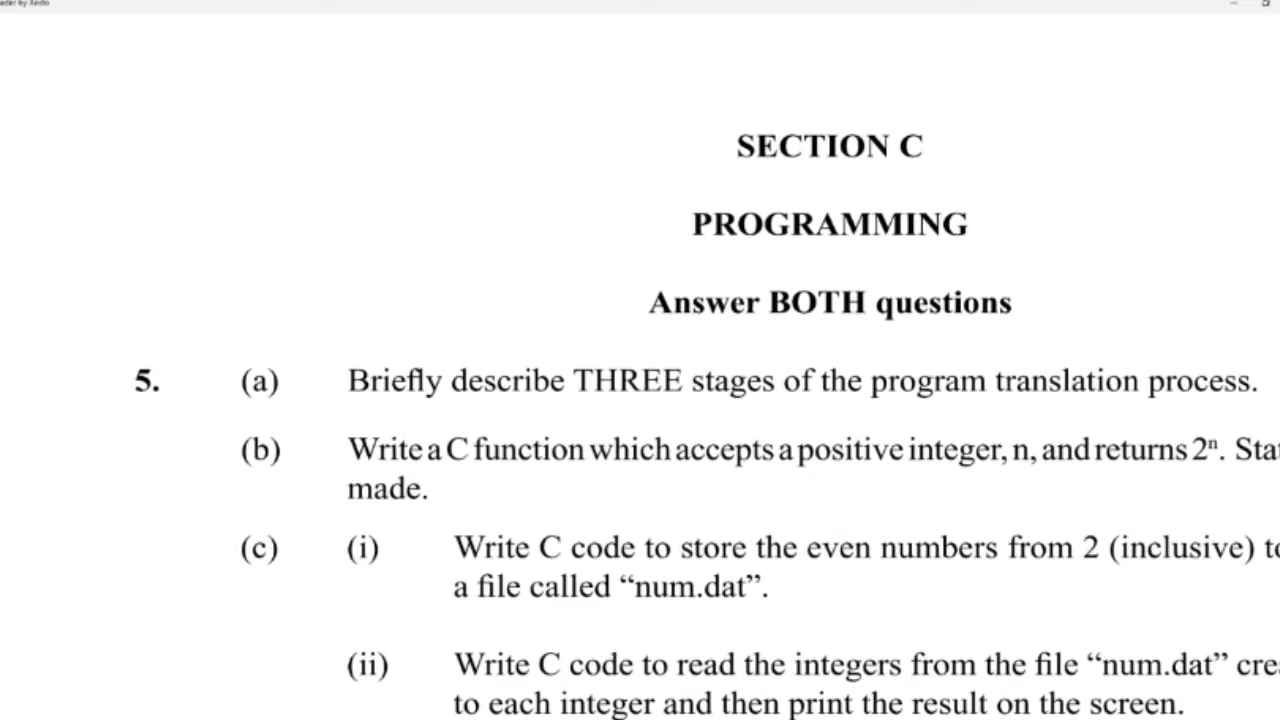 SECTION C
PROGRAMMING
Answer BOTH questions
5. (a) Briefly describe THREE stages of the program translation process.
(b) Write a C function which accepts a positive integer, n, and returns 2ⁿ.
made.
(c) (i) Write C code to store the even numbers from 2 (inclusive)
a file called “num.dat”.
(ii) Write C code to read the integers from the file “num.dat”
to each integer and then print the result on the screen.